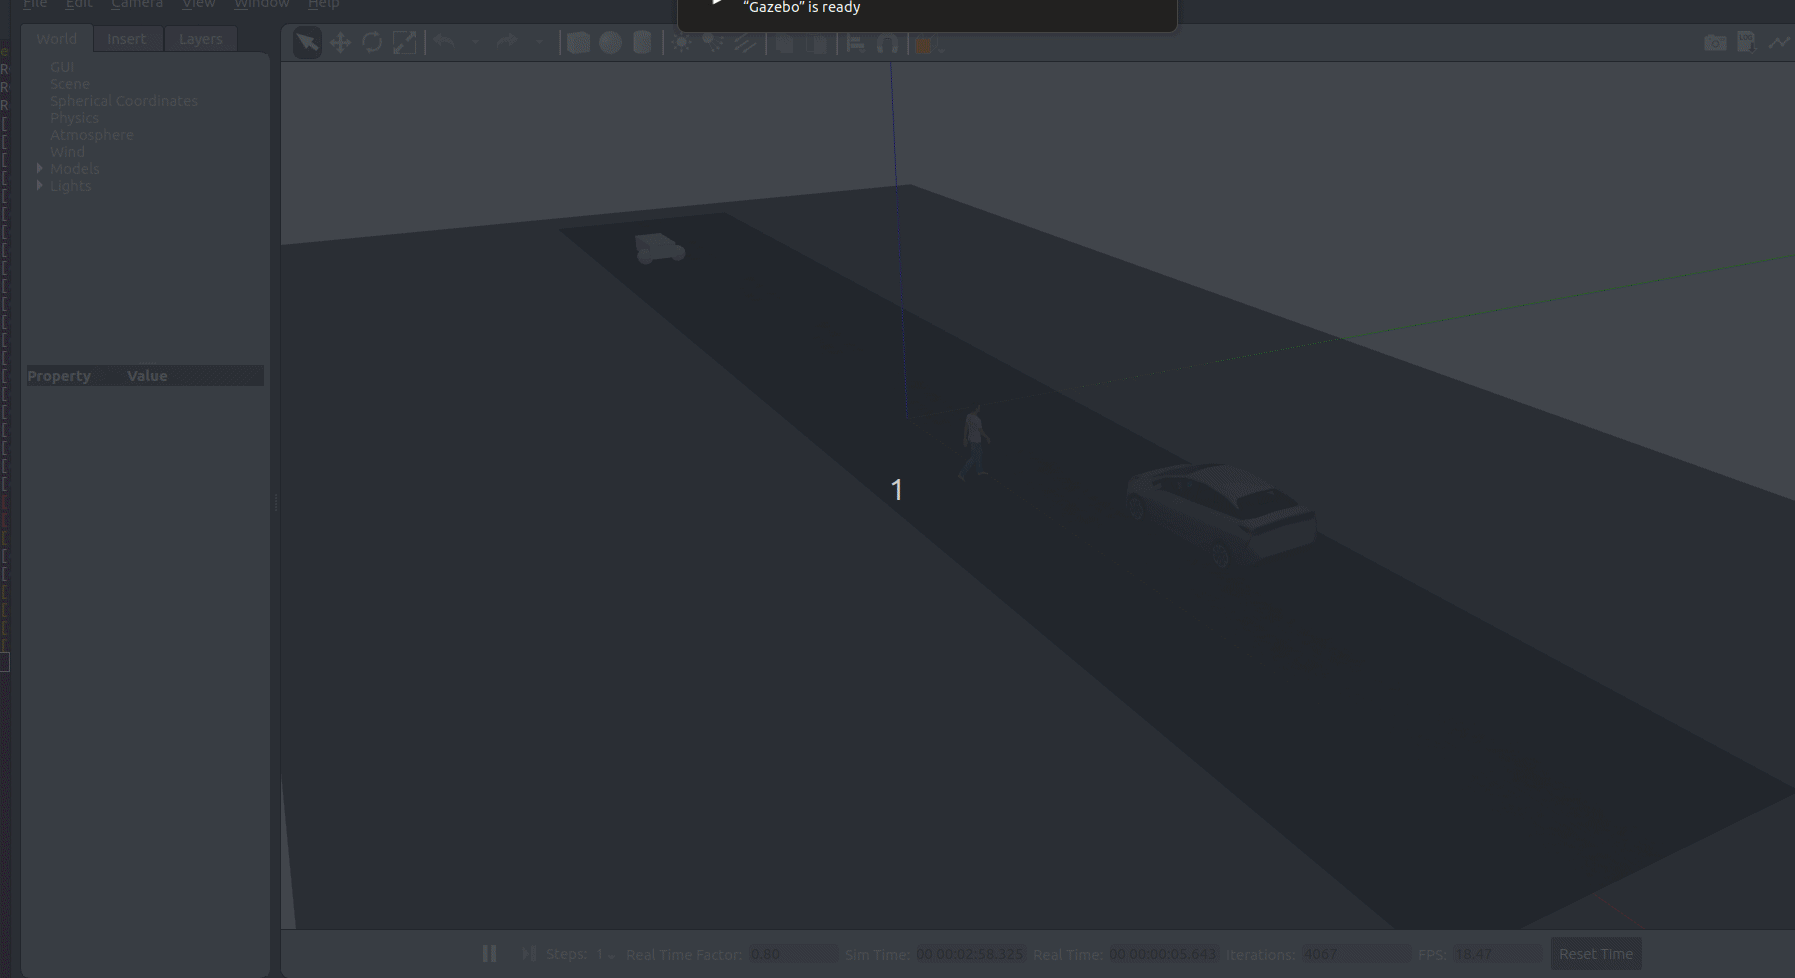 “Gazebo” is ready
File Edit Camera View Window Help
World Insert Layers
LOG
GUI
Scene
Spherical Coordinates
Physics
Atmosphere
Wind
Models
Lights
Property Value
1
Steps: 1 Real Time Factor: 0.80 Sim Time: 00 00:02:58.325 Real Time: 00 00:00:05.643 Iterations: 4067 FPS: 18.47 Reset Time